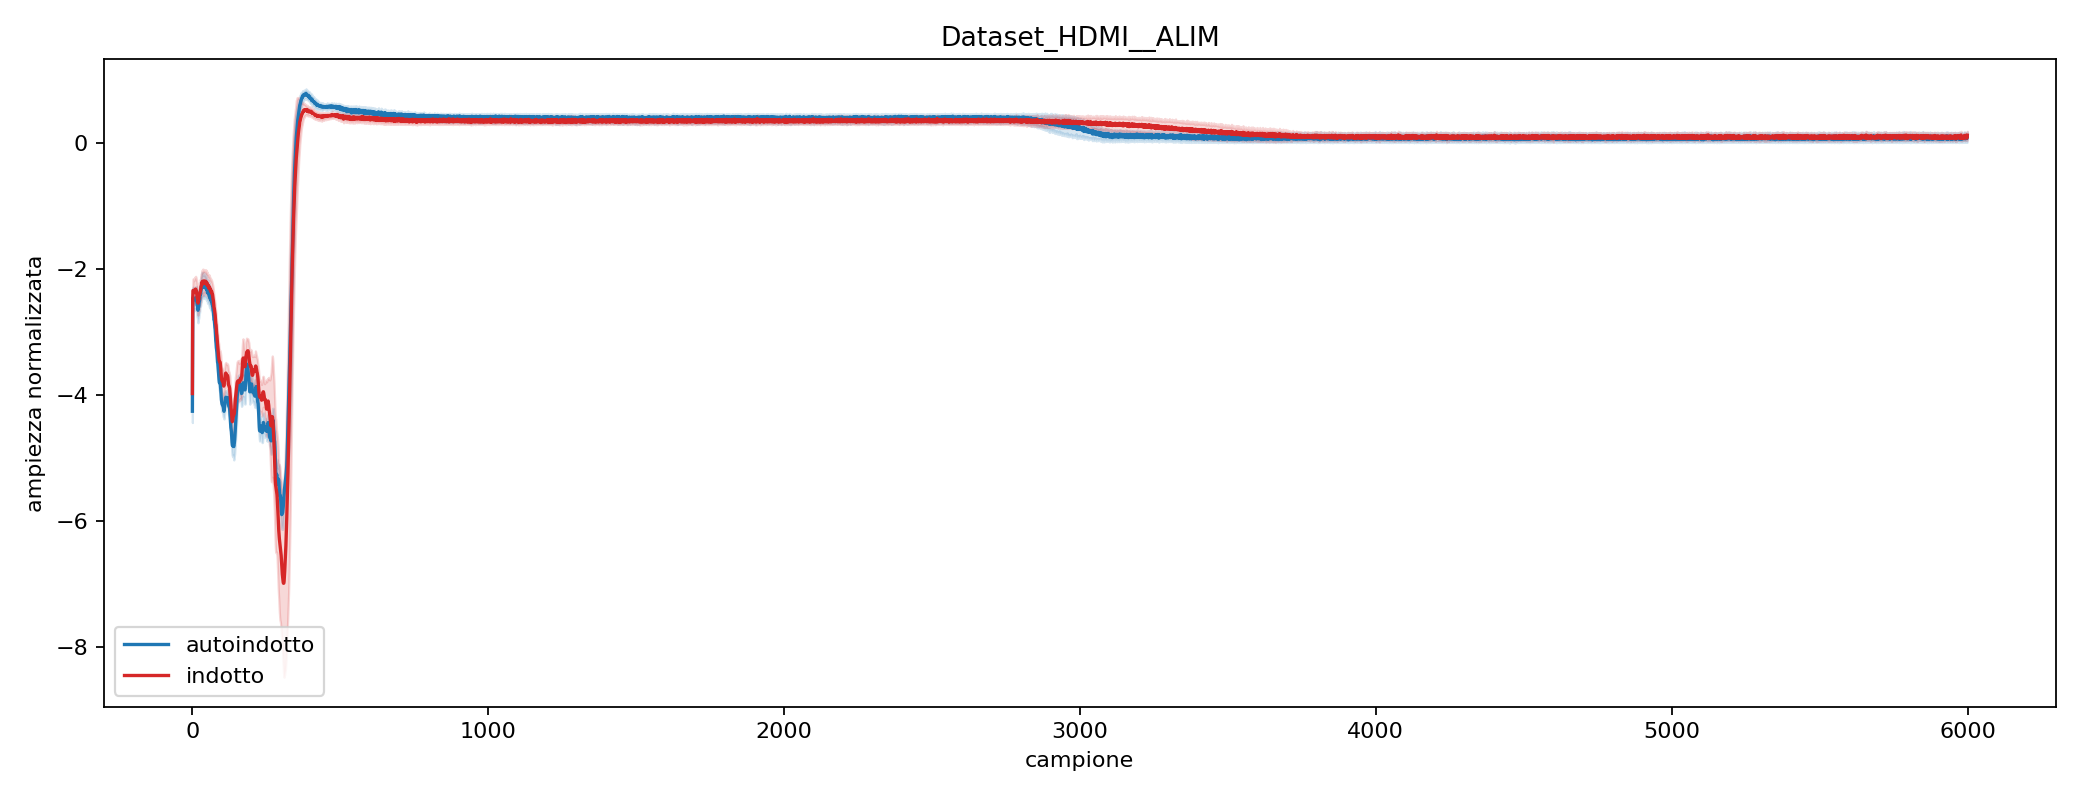 Dataset_HDMI__ALIM
ampiezza normalizzata
0
−2
−4
−6
−8
autoindotto
indotto
0 1000 2000 3000 4000 5000 6000
campione